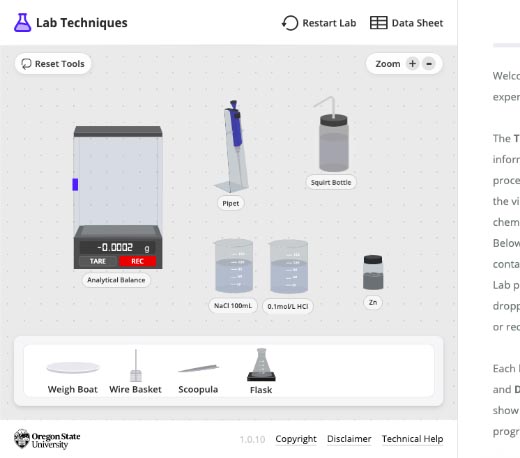 Lab Techniques
Restart Lab
Data Sheet
Reset Tools
Zoom + -
Pipet
Squirt Bottle
-0.0002 g
TARE
REC
Analytical Balance
NaCl 100mL
0.1mol/L HCl
Zn
Weigh Boat
Wire Basket
Scoopula
Flask
Oregon State
University
1.0.10
Copyright
Disclaimer
Technical Help
Welco
exper
The T
inforn
proce
the vi
chem
Below
conta
Lab p
dropp
or rec
Each l
and D
show
progr